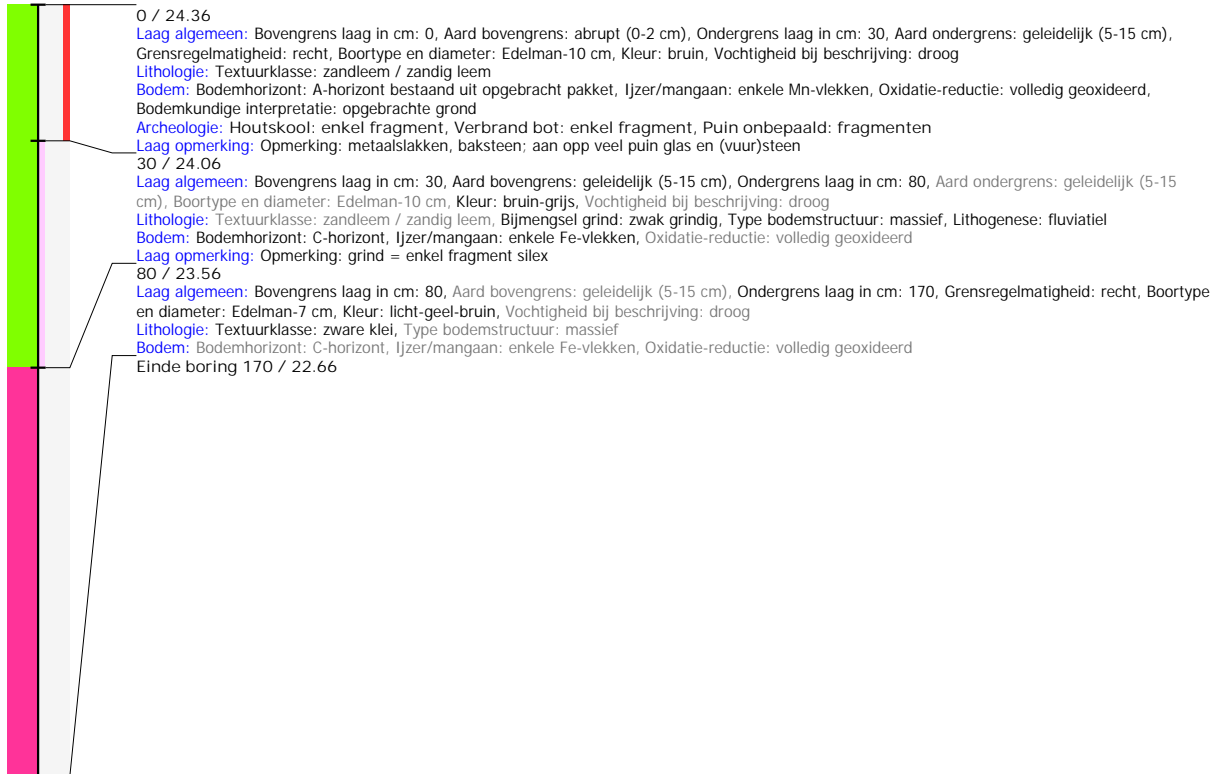 0 / 24.36
Laag algemeen: Bovengrens laag in cm: 0, Aard bovengrens: abrupt (0-2 cm), Ondergrens laag in cm: 30, Aard ondergrens: geleidelijk (5-15 cm),
Grensregelmatigheid: recht, Boortype en diameter: Edelman-10 cm, Kleur: bruin, Vochtigheid bij beschrijving: droog
Lithologie: Textuurklasse: zandleem / zandig leem
Bodem: Bodemhorizont: A-horizont bestaand uit opgebracht pakket, Ijzer/mangaan: enkele Mn-vlekken, Oxidatie-reductie: volledig geoxideerd,
Bodemkundige interpretatie: opgebrachte grond
Archeologie: Houtskool: enkel fragment, Verbrand bot: enkel fragment, Puin onbepaald: fragmenten
Laag opmerking: Opmerking: metaalslakken, baksteen; aan opp veel puin glas en (vuur)steen
30 / 24.06
Laag algemeen: Bovengrens laag in cm: 30, Aard bovengrens: geleidelijk (5-15 cm), Ondergrens laag in cm: 80, Aard ondergrens: geleidelijk (5-15
cm), Boortype en diameter: Edelman-10 cm, Kleur: bruin-grijs, Vochtigheid bij beschrijving: droog
Lithologie: Textuurklasse: zandleem / zandig leem, Bijmengsel grind: zwak grindig, Type bodemstructuur: massief, Lithogenese: fluviatiel
Bodem: Bodemhorizont: C-horizont, Ijzer/mangaan: enkele Fe-vlekken, Oxidatie-reductie: volledig geoxideerd
Laag opmerking: Opmerking: grind = enkel fragment silex
80 / 23.56
Laag algemeen: Bovengrens laag in cm: 80, Aard bovengrens: geleidelijk (5-15 cm), Ondergrens laag in cm: 170, Grensregelmatigheid: recht, Boortype
en diameter: Edelman-7 cm, Kleur: licht-geel-bruin, Vochtigheid bij beschrijving: droog
Lithologie: Textuurklasse: zware klei, Type bodemstructuur: massief
Bodem: Bodemhorizont: C-horizont, Ijzer/mangaan: enkele Fe-vlekken, Oxidatie-reductie: volledig geoxideerd
Einde boring 170 / 22.66